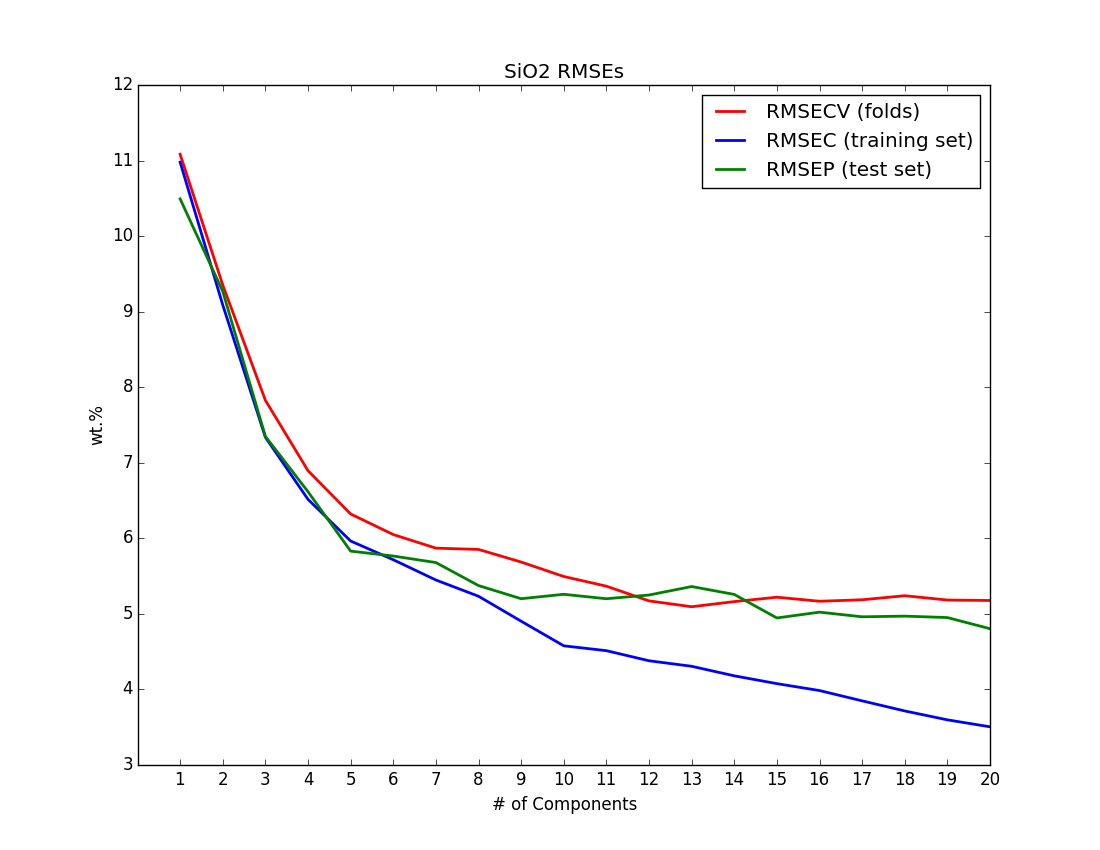 SiO2 RMSEs
RMSECV (folds)
RMSEC (training set)
RMSEP (test set)
12
11
10
9
8
7
6
5
4
3
wt.%
1 2 3 4 5 6 7 8 9 10 11 12 13 14 15 16 17 18 19 20
# of Components